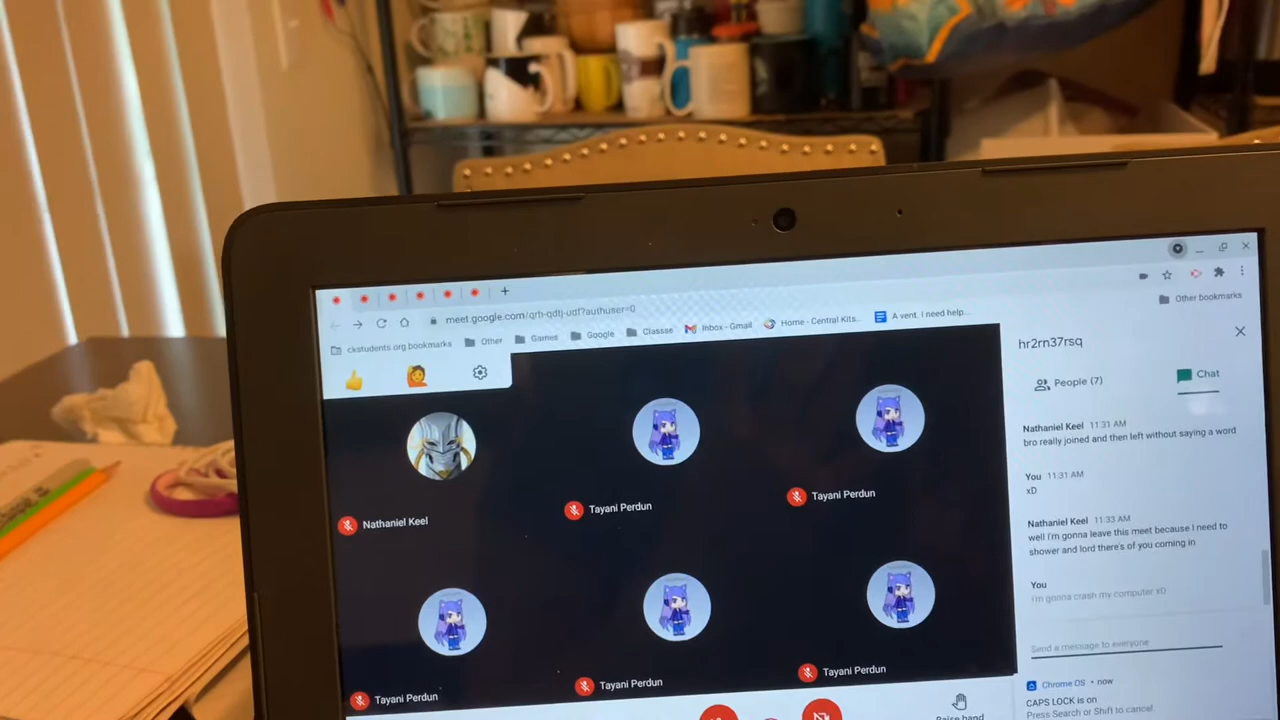 meet.google.com/qrh-qdtj-udf?authuser=0
ckstudents.org bookmarks Other Games Google Classse Inbox - Gmail Home - Central Kits... A vent. I need help...
Other bookmarks
hr2rn37rsq
People (7) Chat
Nathaniel Keel 11:31 AM
bro really joined and then left without saying a word
You 11:31 AM
xD
Nathaniel Keel 11:33 AM
well i'm gonna leave this meet because I need to
shower and lord there's of you coming in
You
i'm gonna crash my computer xD
Send a message to everyone
Chrome OS • now
CAPS LOCK is on
Press Search or Shift to cancel.
Nathaniel Keel
Tayani Perdun
Tayani Perdun
Tayani Perdun
Tayani Perdun
Tayani Perdun
Raise hand